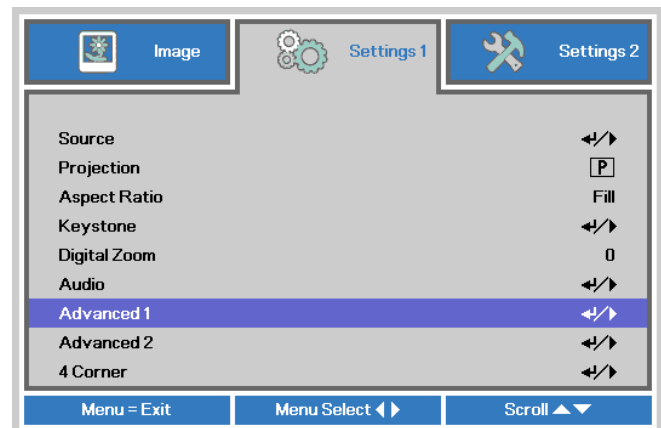 Image
Settings 1
Settings 2
Source
Projection P
Aspect Ratio Fill
Keystone
Digital Zoom 0
Audio
Advanced 1
Advanced 2
4 Corner
Menu = Exit
Menu Select
Scroll